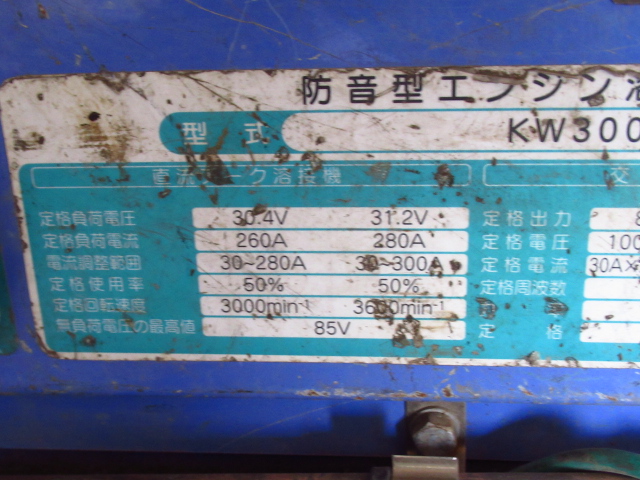 防音型エンジン溶
型式 KW300
直流アーク溶接機 交
定格負荷電圧 30.4V 31.2V 定格出力
定格負荷電流 260A 280A 定格電圧 100
電流調整範囲 30~280A 30~300A 定格電流 30A×
定格使用率 50% 50% 定格周波数
定格回転速度 3000min⁻¹ 3600min⁻¹
無負荷電圧の最高値 85V 定格